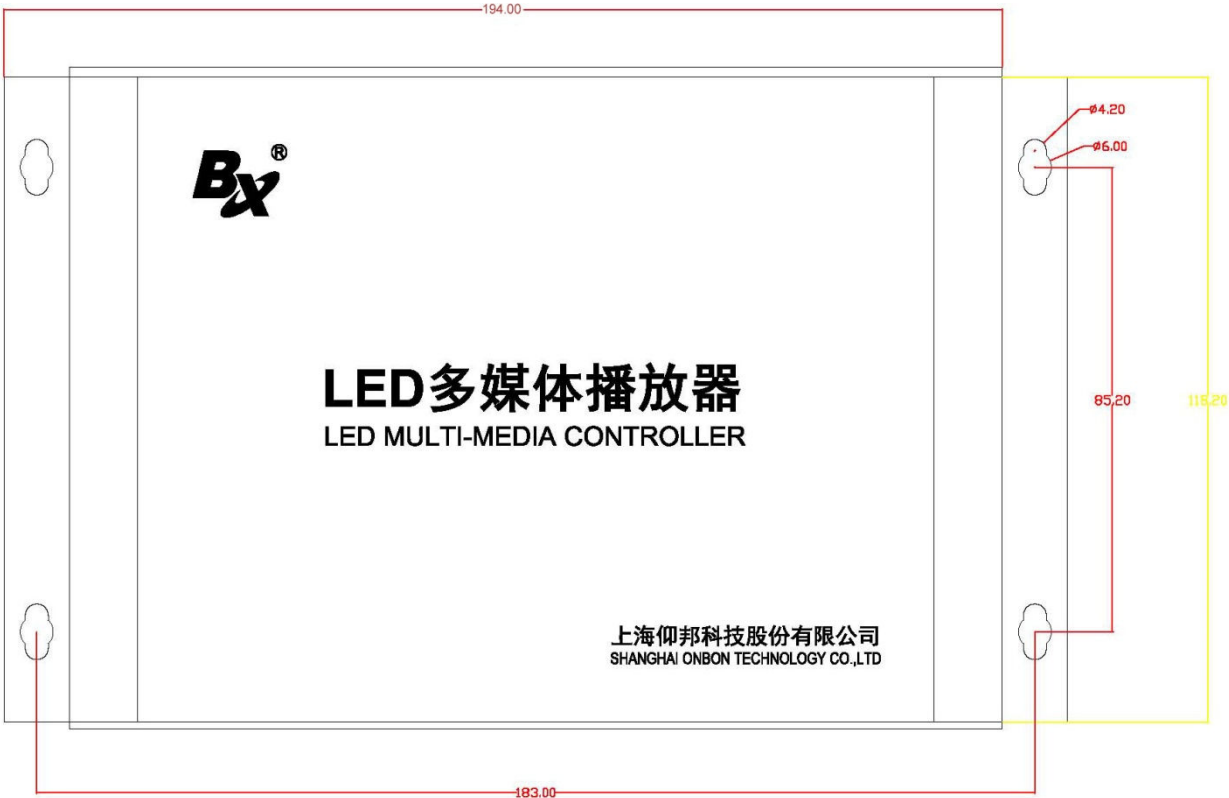 194.00
ø4.20
ø6.00
BX®
85.20
118.20
LED多媒体播放器
LED MULTI-MEDIA CONTROLLER
上海仰邦科技股份有限公司
SHANGHAI ONBON TECHNOLOGY CO.,LTD
183.00